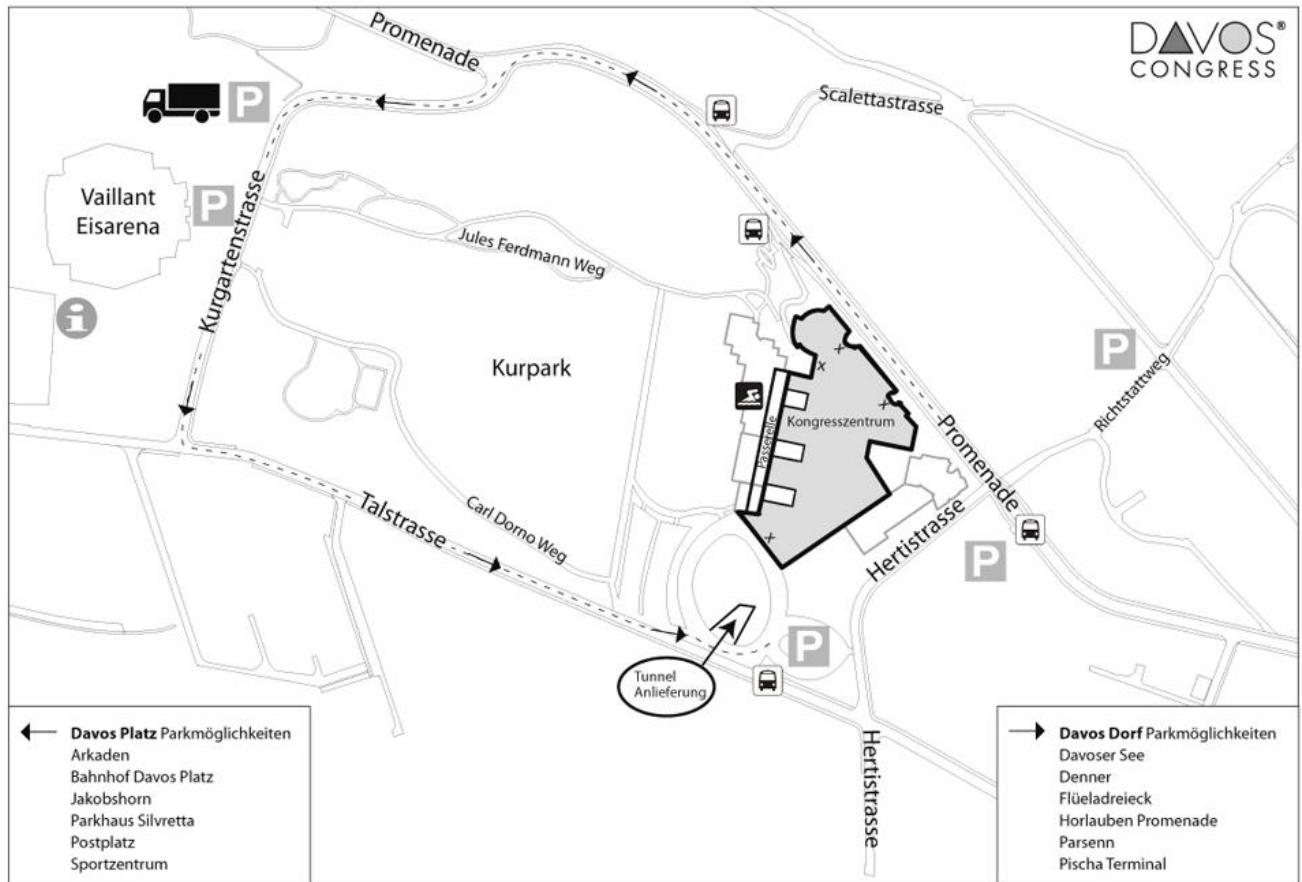 DAVOS®
CONGRESS
Promenade
P
Scalettastrasse
Vaillant
Eisarena
P
Kurgartenstrasse
Jules Ferdmann Weg
i
Kurpark
P
Richtstattweg
Kongresszentrum
Passerelle
Promenade
Talstrasse
Carl Dorno Weg
Hertistrasse
P
P
Tunnel
Anlieferung
Hertistrasse
Davos Platz Parkmöglichkeiten
Arkaden
Bahnhof Davos Platz
Jakobshorn
Parkhaus Silvretta
Postplatz
Sportzentrum
Davos Dorf Parkmöglichkeiten
Davoser See
Denner
Flüeladreieck
Horlauben Promenade
Parsenn
Pischa Terminal